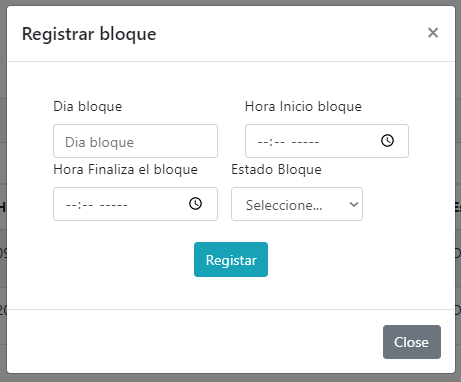 Registrar bloque ×
Dia bloque Hora Inicio bloque
Dia bloque --:-- -----
Hora Finaliza el bloque Estado Bloque
--:-- ----- Seleccione...
Registar
Close